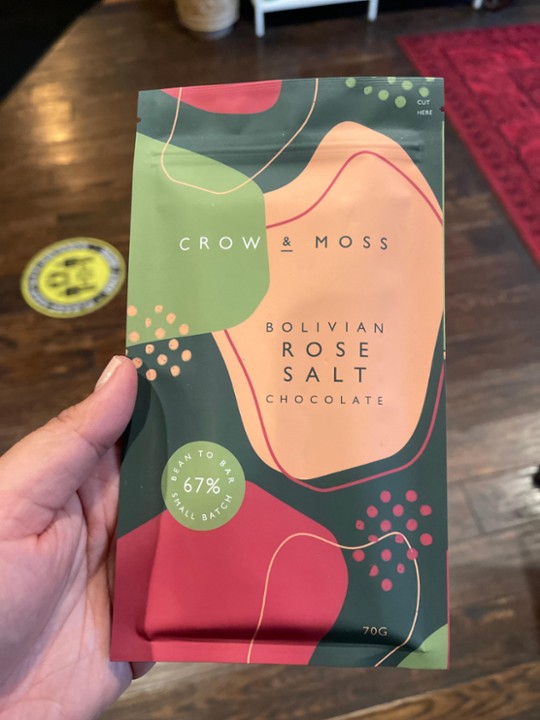 CUT
HERE
CROW & MOSS
BOLIVIAN
ROSE
SALT
CHOCOLATE
BEAN TO BAR
67%
SMALL BATCH
70G